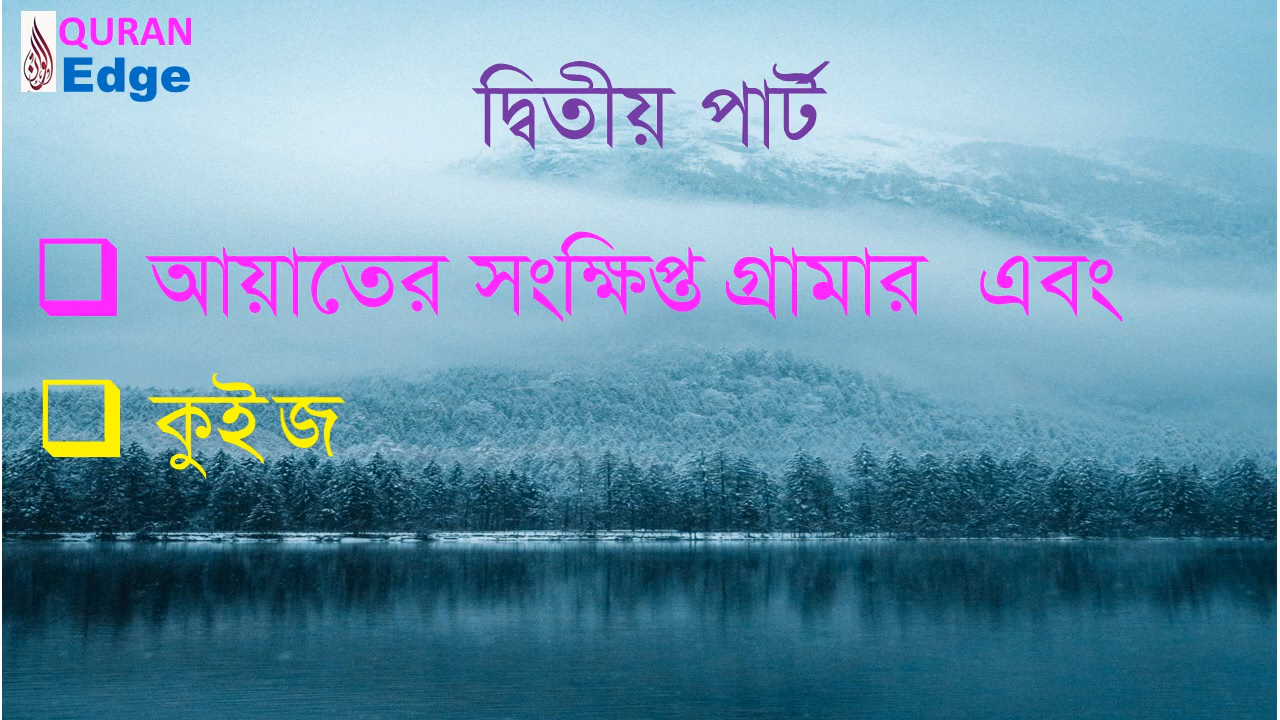 QURAN
Edge
দ্বিতীয় পার্ট
আয়াতের সংক্ষিপ্ত গ্রামার এবং
কুইজ